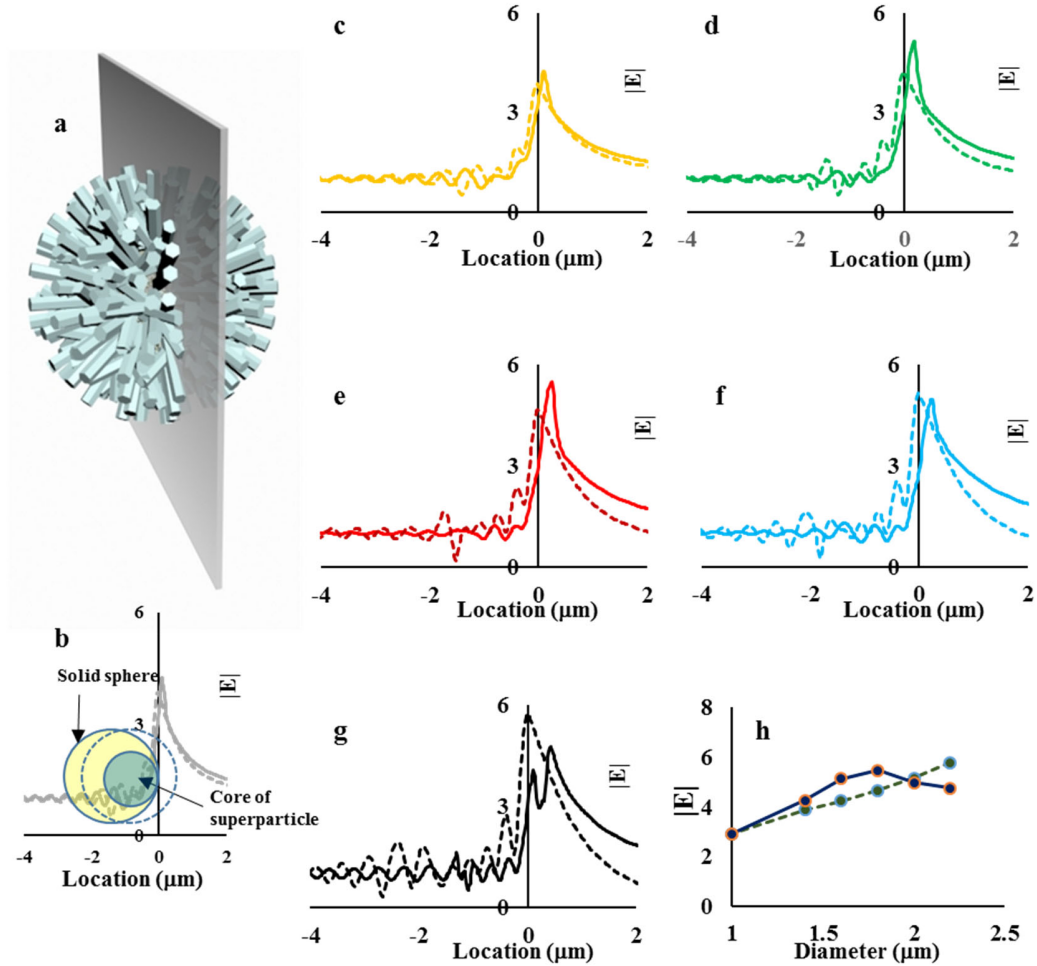 a
b
6
3
0
|E|
Solid sphere
Core of
superparticle
-4
-2
0
2
Location (μm)
c
6
3
0
|E|
-4
-2
0
2
Location (μm)
d
6
3
0
|E|
-4
-2
0
2
Location (μm)
e
6
3
0
|E|
-4
-2
0
2
Location (μm)
f
6
3
0
|E|
-4
-2
0
2
Location (μm)
g
6
3
0
|E|
-4
-2
0
2
Location (μm)
h
8
6
4
2
0
|E|
1
1.5
2
2.5
Diameter (μm)